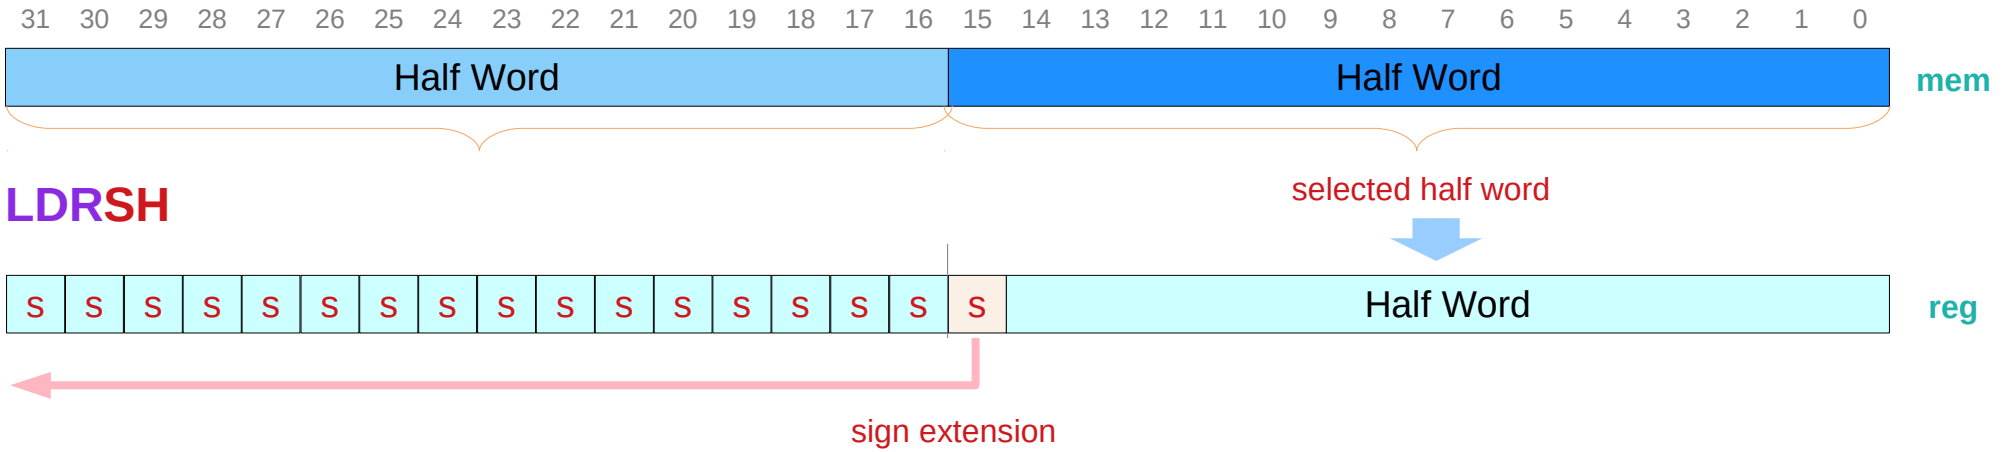 31 30 29 28 27 26 25 24 23 22 21 20 19 18 17 16 15 14 13 12 11 10 9 8 7 6 5 4 3 2 1 0
Half Word Half Word mem
selected half word
LDRSH
s s s s s s s s s s s s s s s s s Half Word reg
sign extension